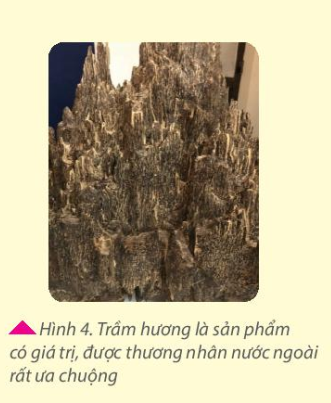 Hình 4. Trầm hương là sản phẩm
có giá trị, được thương nhân nước ngoài
rất ưa chuộng